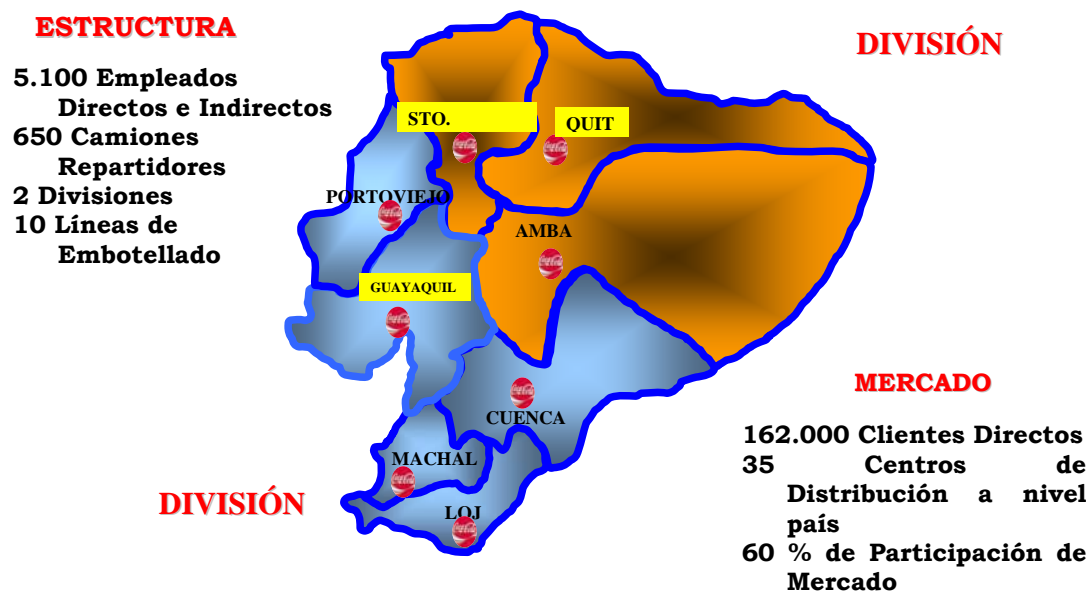 ESTRUCTURA
5.100 Empleados
Directos e Indirectos
650 Camiones
Repartidores
2 Divisiones
10 Líneas de
Embotellado
DIVISIÓN
STO.
QUIT
PORTOVIEJO
AMBA
GUAYAQUIL
CUENCA
MACHAL
LOJ
DIVISIÓN
MERCADO
162.000 Clientes Directos
35 Centros de
Distribución a nivel
país
60 % de Participación de
Mercado